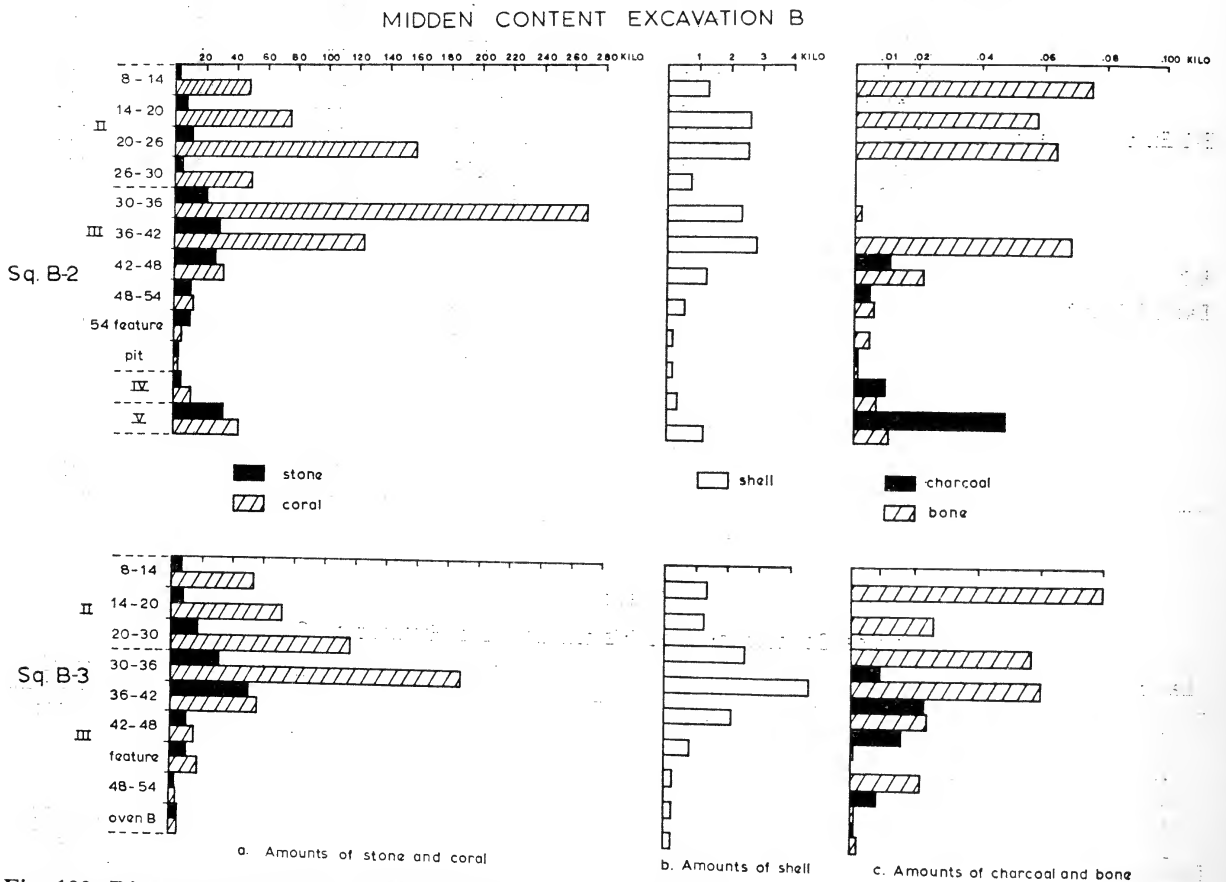 MIDDEN CONTENT EXCAVATION B
20 40 60 80 100 120 140 160 180 200 220 240 260 280 KILO
1 2 3 4 KILO
.01 .02 .04 .06 .08 .100 KILO
Sq. B-2
II
8-14
14-20
20-26
26-30
III
30-36
36-42
42-48
48-54
54 feature
pit
IV
V
stone
coral
shell
charcoal
bone
Sq. B-3
II
8-14
14-20
20-30
III
30-36
36-42
42-48
feature
48-54
oven B
a. Amounts of stone and coral
b. Amounts of shell
c. Amounts of charcoal and bone